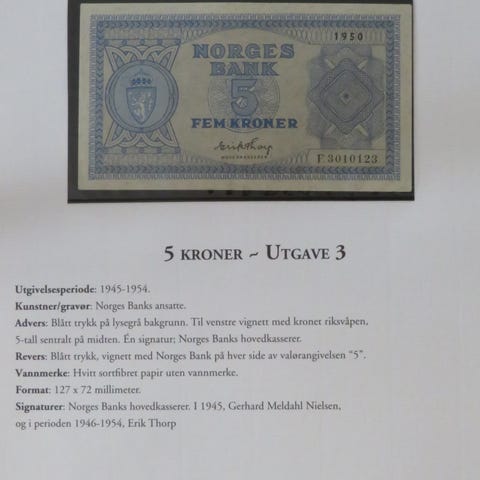 1950
NORGES
BANK
5
FEM KRONER
Erik Thorp
HOVEDKASSERER
F.3010123
5 KRONER ~ UTGAVE 3
Utgivelsesperiode: 1945-1954.
Kunstner/gravør: Norges Banks ansatte.
Advers: Blått trykk på lysegrå bakgrunn. Til venstre vignett med kronet riksvåpen,
5-tall sentralt på midten. Én signatur; Norges Banks hovedkasserer.
Revers: Blått trykk, vignett med Norges Bank på hver side av valørangivelsen “5”.
Vannmerke: Hvitt sortfibret papir uten vannmerke.
Format: 127 x 72 millimeter.
Signaturer: Norges Banks hovedkasserer. I 1945, Gerhard Meldahl Nielsen,
og i perioden 1946-1954, Erik Thorp